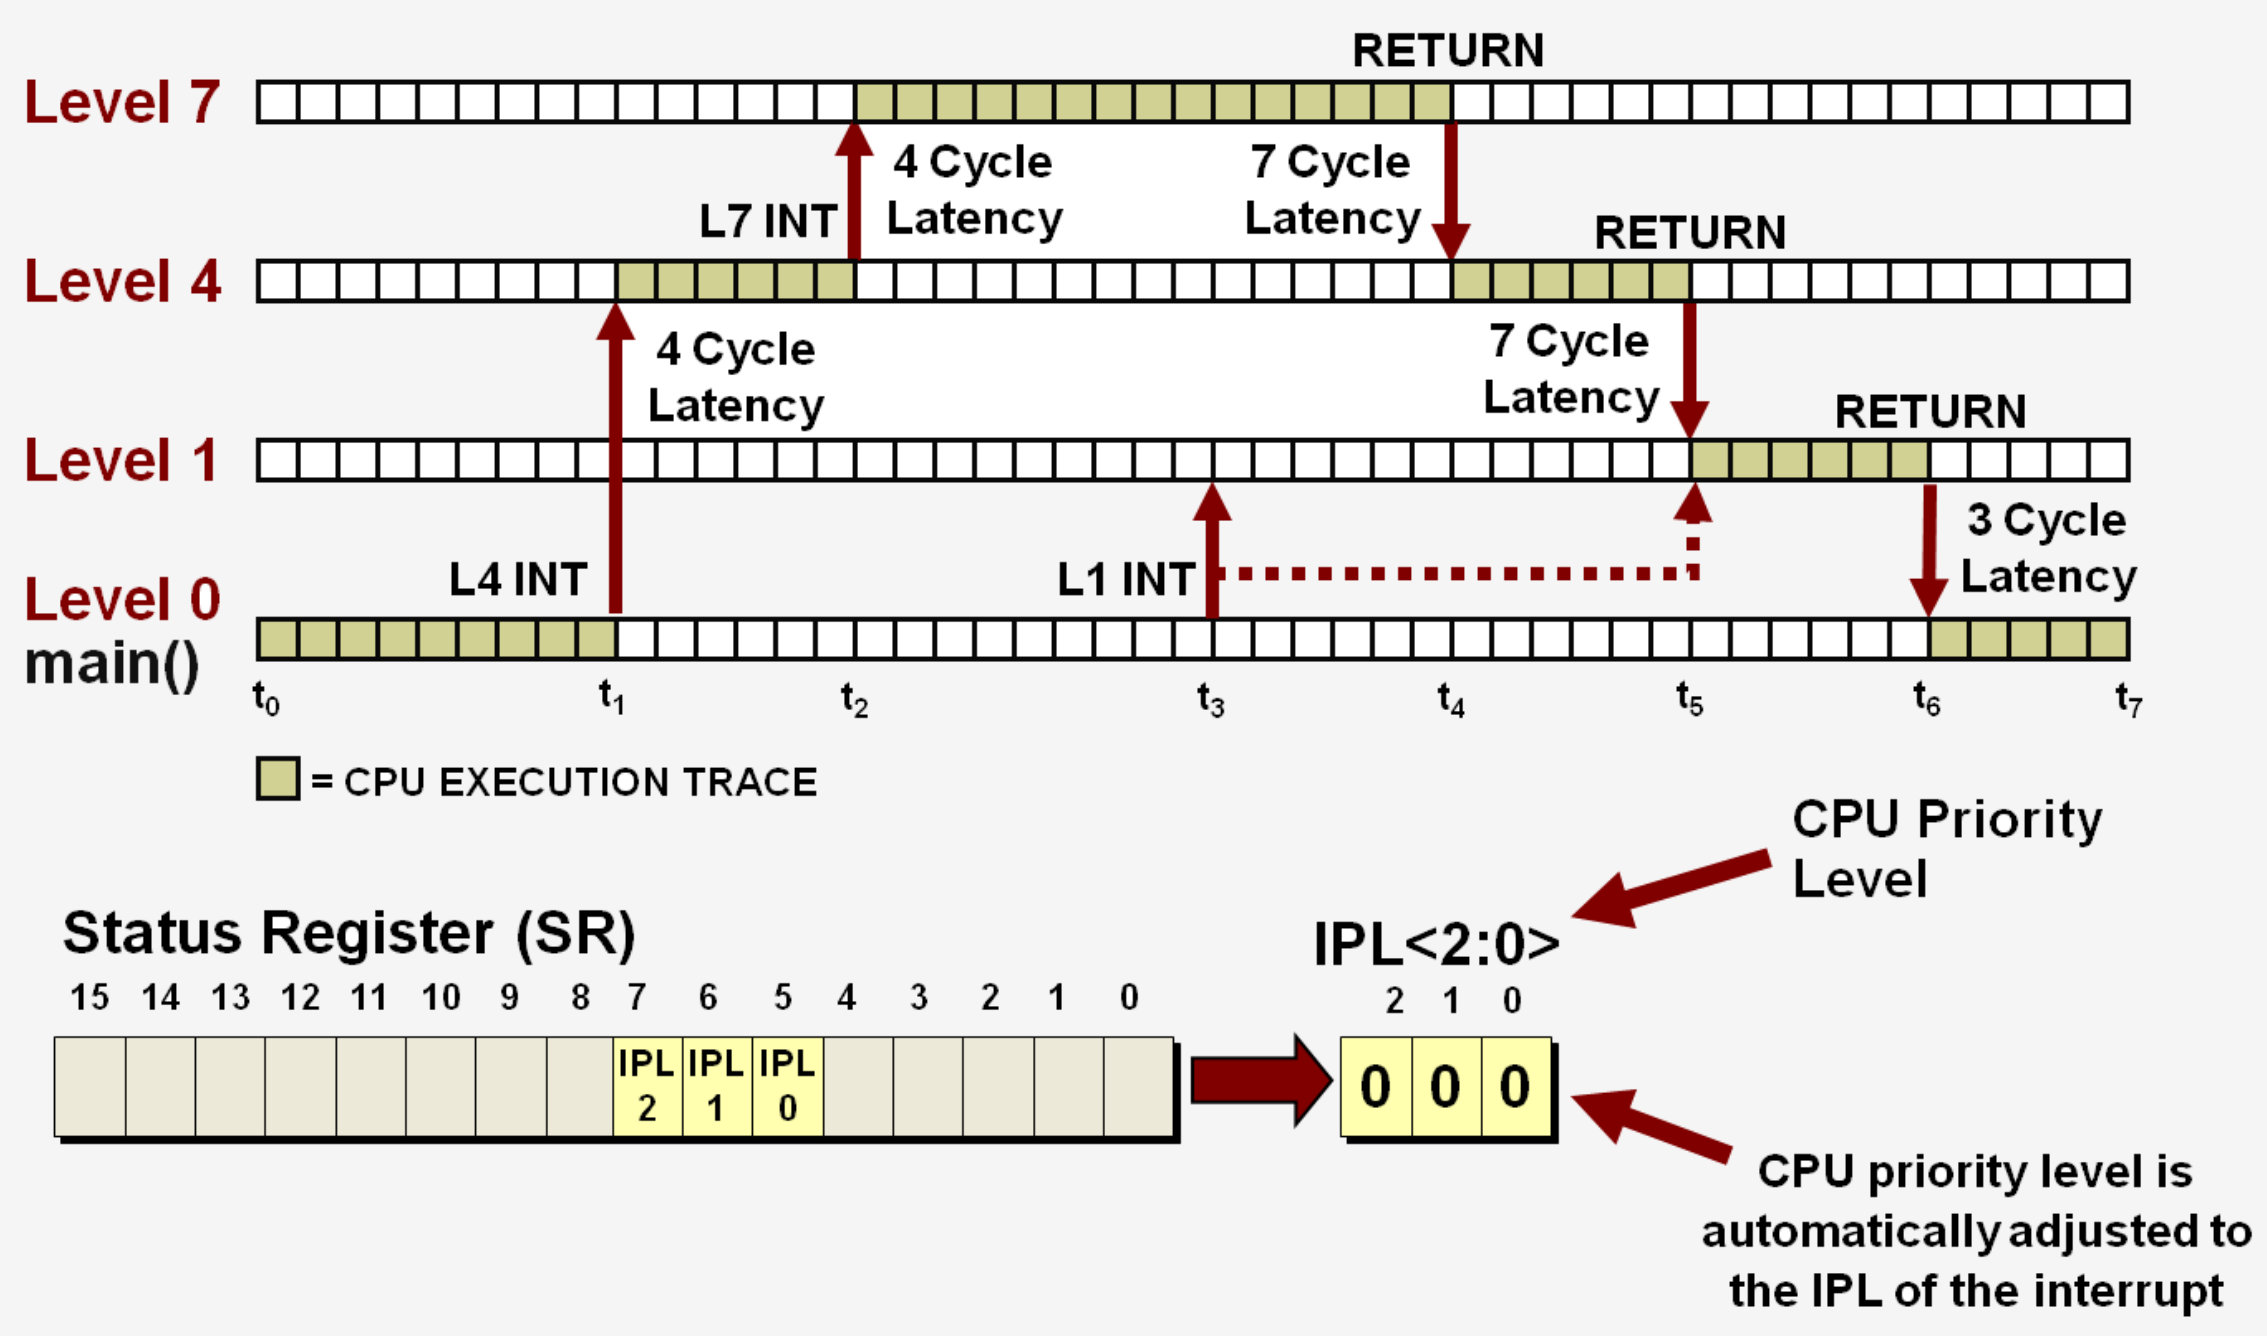 RETURN
Level 7
4 Cycle
Latency
7 Cycle
Latency
L7 INT
RETURN
Level 4
4 Cycle
Latency
7 Cycle
Latency
RETURN
Level 1
3 Cycle
Latency
L4 INT
L1 INT
Level 0
main()
t0 t1 t2 t3 t4 t5 t6 t7
= CPU EXECUTION TRACE
CPU Priority
Level
Status Register (SR)
IPL<2:0>
15 14 13 12 11 10 9 8 7 6 5 4 3 2 1 0
2 1 0
IPL IPL IPL
2 1 0
0 0 0
CPU priority level is
automatically adjusted to
the IPL of the interrupt